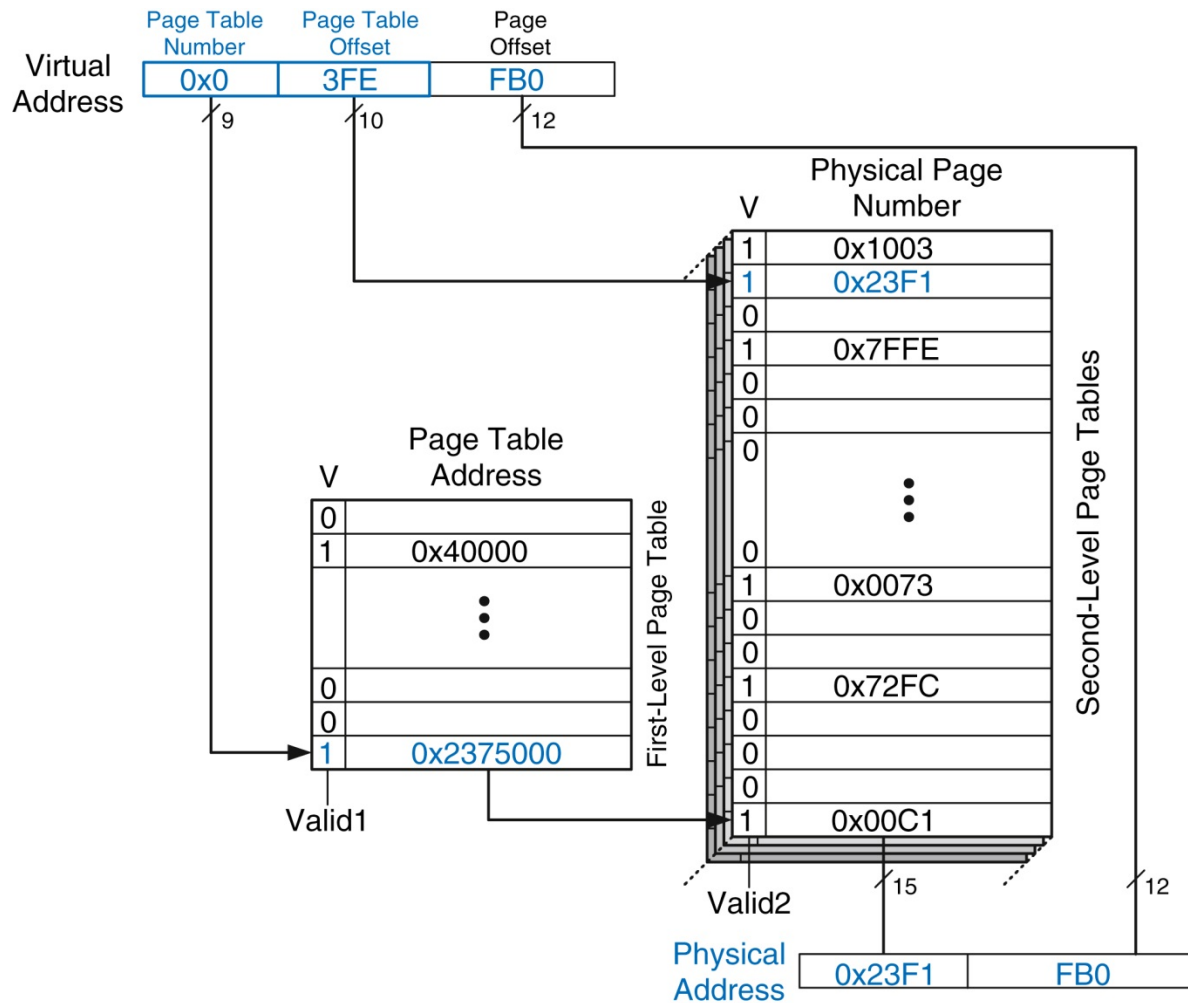 Page Table Number
Page Table Offset
Page Offset
Virtual Address
0x0 3FE FB0
9 10 12
Physical Page Number
V
1 0x1003
1 0x23F1
0
1 0x7FFE
0
0
0
0
1 0x0073
0
0
1 0x72FC
0
0
0
1 0x00C1
Second-Level Page Tables
Page Table Address
V
0
1 0x40000
0
0
1 0x2375000
First-Level Page Table
Valid1
Valid2
15 12
Physical Address
0x23F1 FB0